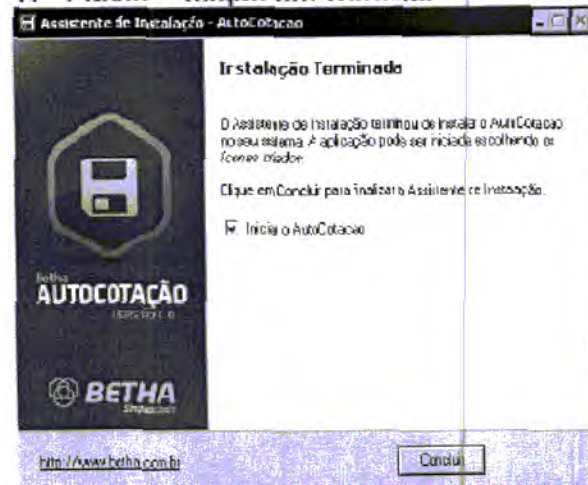 Assistente de Instalação - AutoCotacao
Instalação Terminada
O Assistente de Instalação terminou de instalar o AutoCotacao
no seu sistema. A aplicação pode ser iniciada escolhendo os
ícones criados.
Clique em Concluir para finalizar o Assistente de Instalação.
Iniciar o AutoCotacao
Betha
AUTOCOTAÇÃO
BETHA
http://www.betha.com.br
Concluir